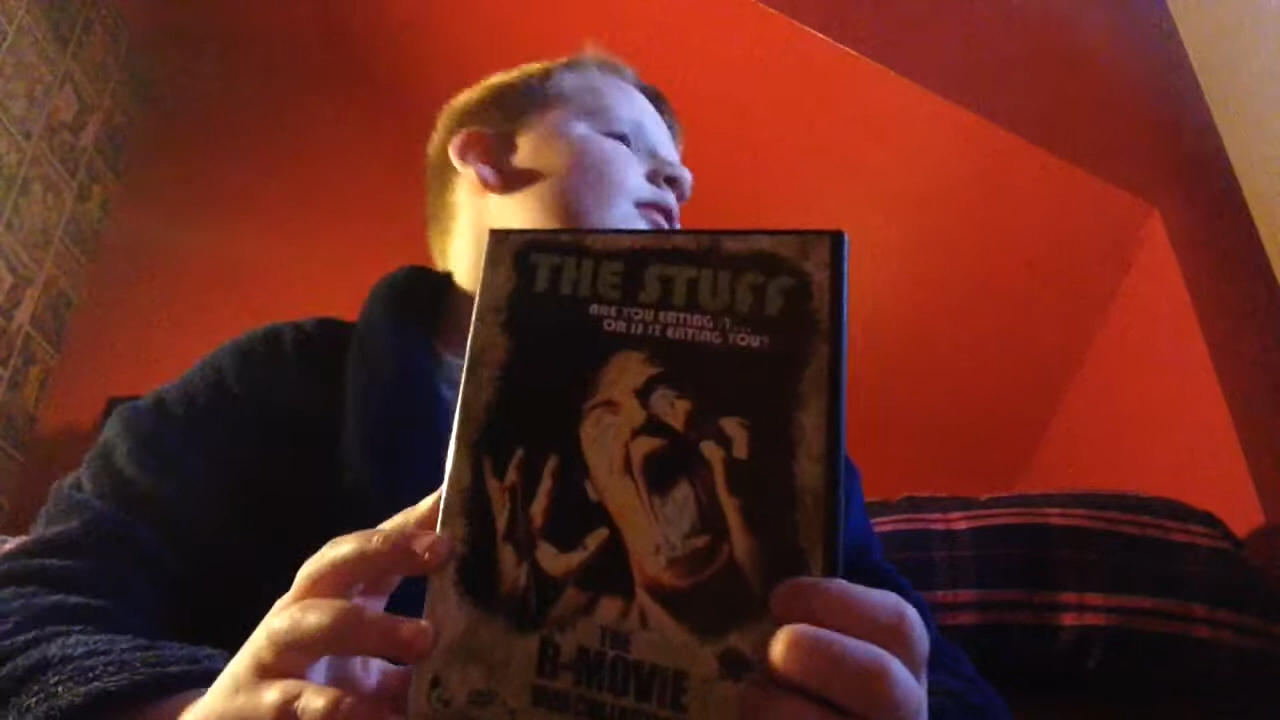 THE STUFF
ARE YOU EATING IT...
OR IS IT EATING YOU?
THE
B-MOVIE